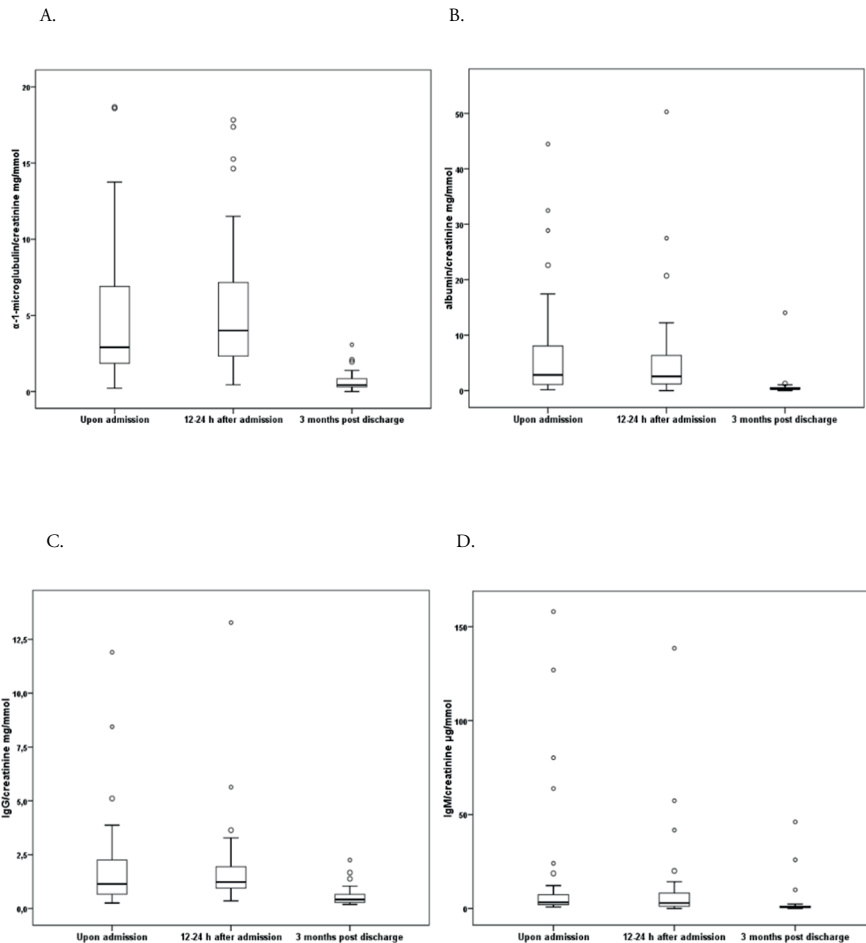 A.
B.
α-1-microglubulin/creatinine mg/mmol
20
15
10
5
0
Upon admission 12-24 h after admission 3 months post discharge
albumin/creatinine mg/mmol
50
40
30
20
10
0
Upon admission 12-24 h after admission 3 months post discharge
C.
D.
IgG/creatinine mg/mmol
12,5
10,0
7,5
5,0
2,5
0,0
Upon admission 12-24 h after admission 3 months post discharge
IgM/creatinine µg/mmol
150
100
50
0
Upon admission 12-24 h after admission 3 months post discharge